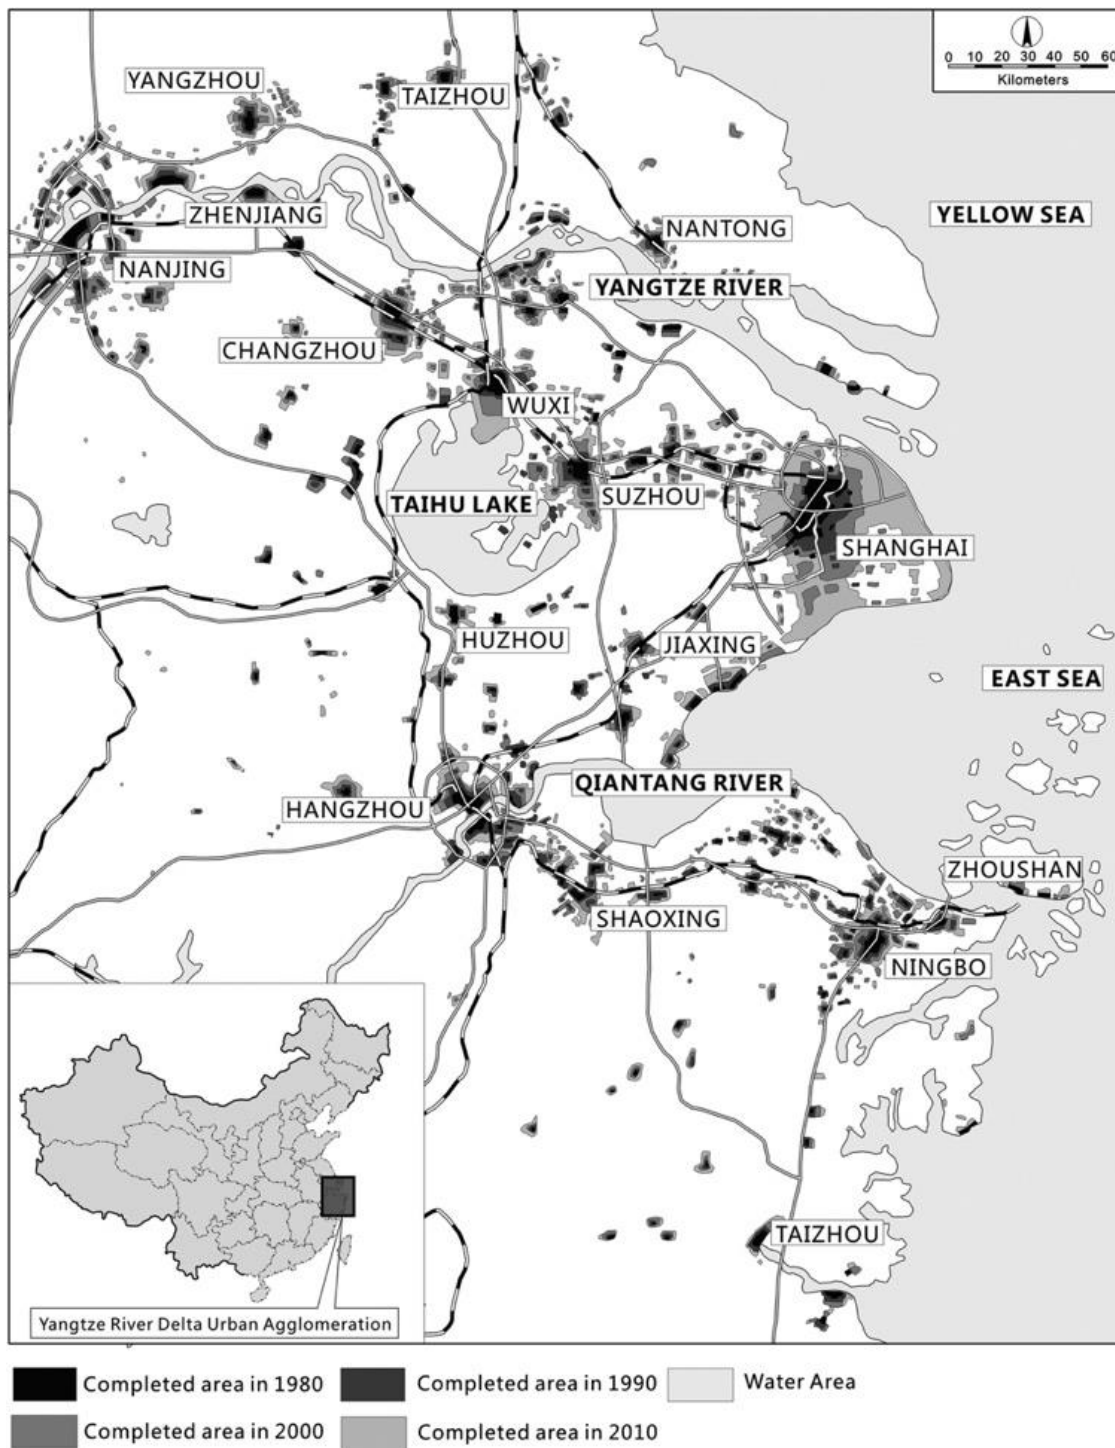 0 10 20 30 40 50 60
Kilometers
YANGZHOU
TAIZHOU
ZHENJIANG
NANTONG
YELLOW SEA
NANJING
YANGTZE RIVER
CHANGZHOU
WUXI
TAIHU LAKE
SUZHOU
SHANGHAI
HUZHOU
JIAXING
EAST SEA
HANGZHOU
QIANTANG RIVER
ZHOUSHAN
SHAOXING
NINGBO
TAIZHOU
Yangtze River Delta Urban Agglomeration
Completed area in 1980
Completed area in 1990
Water Area
Completed area in 2000
Completed area in 2010